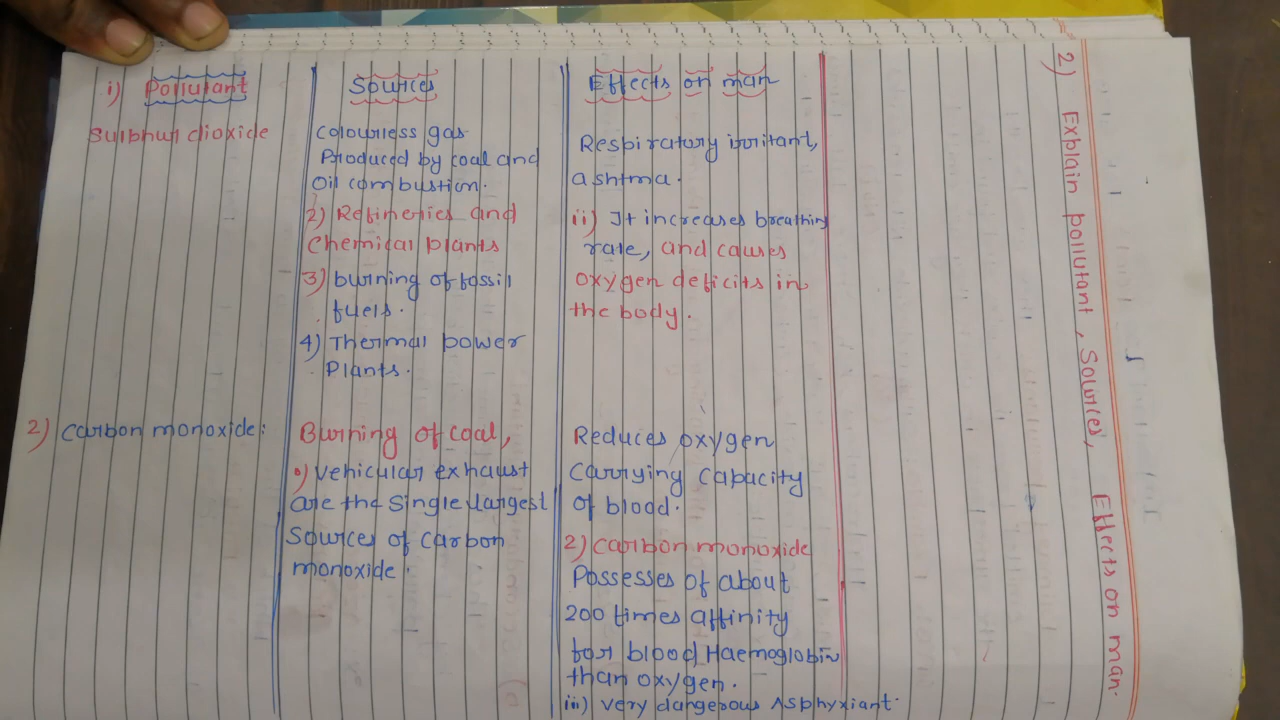 2) Explain pollutant, Sources, Effects on man.
i) Pollutant
Sulphur dioxide
2) Carbon monoxide:
Sources
Colourless gas
Produced by coal and
Oil combustion.
2) Refineries and
Chemical plants
3) burning of fossil
fuels.
4) Thermal power
Plants.
Burning of coal,
Vehicular exhaust
are the single largest
Sources of carbon
monoxide.
Effects on man
Respiratory irritant,
ashtma.
ii) It increases breathing
rate, and causes
oxygen deficits in
the body.
Reduces oxygen
carrying capacity
of blood.
2) carbon monoxide
Possesses of about
200 times affinity
for blood Haemoglobin
than oxygen.
iii) very dangerous Asphyxiant.